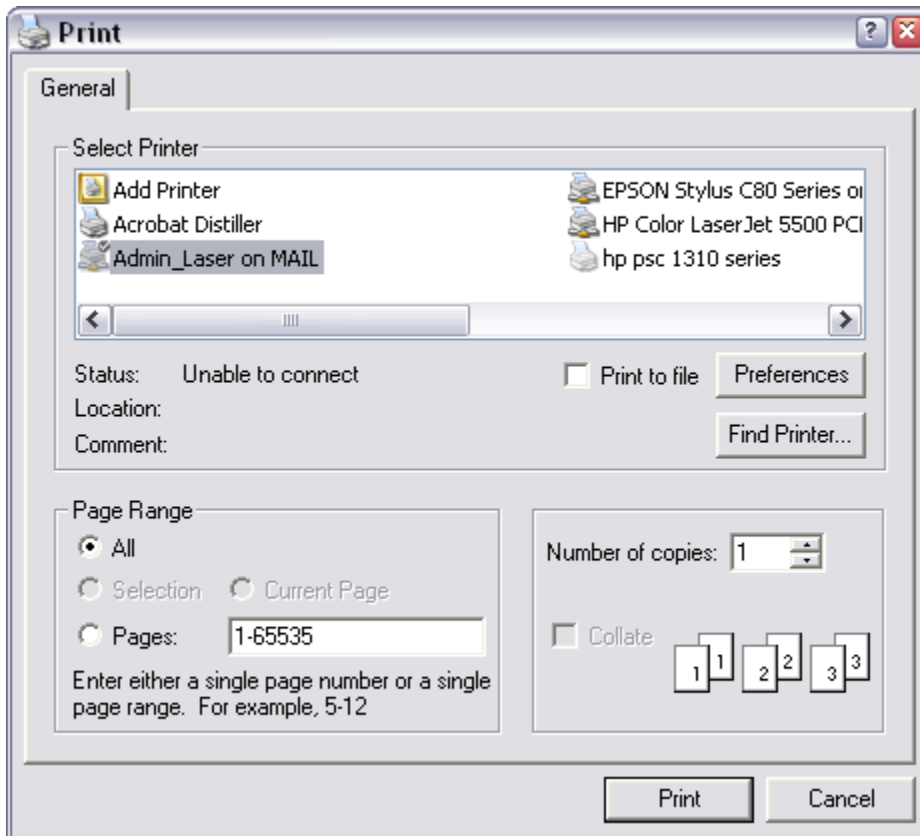 Print
General
Select Printer
Add Printer
Acrobat Distiller
Admin_Laser on MAIL
EPSON Stylus C80 Series
HP Color LaserJet 5500 PCL
hp psc 1310 series
Status: Unable to connect
Location:
Comment:
Print to file
Preferences
Find Printer...
Page Range
All
Selection
Current Page
Pages: 1-65535
Enter either a single page number or a single
page range. For example, 5-12
Number of copies: 1
Collate
1 1 2 2 3 3
Print
Cancel